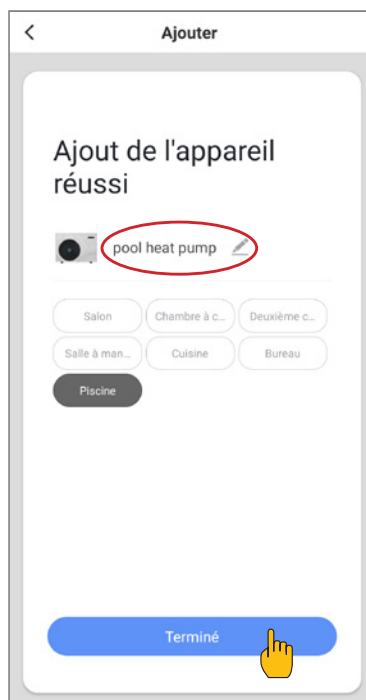 Ajouter
Ajout de l'appareil
réussi
pool heat pump
Salon Chambre à c... Deuxième c...
Salle à man... Cuisine Bureau
Piscine
Terminé